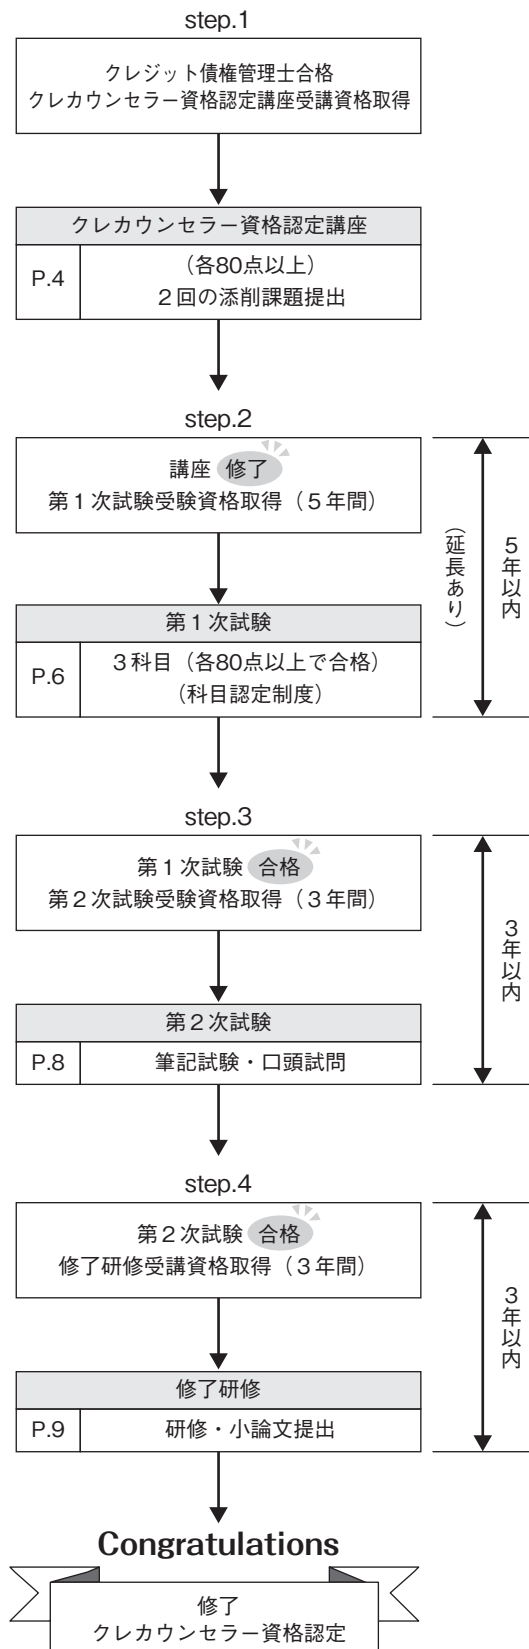 step.1
クレジット債権管理士合格
クレカウンセラー資格認定講座受講資格取得
クレカウンセラー資格認定講座
P.4
（各80点以上）
２回の添削課題提出
step.2
講座 修了
第１次試験受験資格取得（５年間）
第１次試験
P.6
３科目（各80点以上で合格）
（科目認定制度）
５年以内
（延長あり）
step.3
第１次試験 合格
第２次試験受験資格取得（３年間）
第２次試験
P.8
筆記試験・口頭試問
３年以内
step.4
第２次試験 合格
修了研修受講資格取得（３年間）
修了研修
P.9
研修・小論文提出
３年以内
Congratulations
修了
クレカウンセラー資格認定